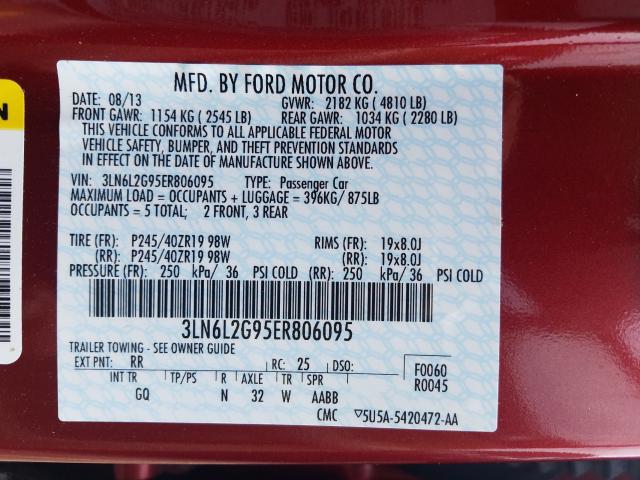 MFD. BY FORD MOTOR CO.
DATE: 08/13 GVWR: 2182 KG ( 4810 LB)
FRONT GAWR: 1154 KG ( 2545 LB) REAR GAWR: 1034 KG ( 2280 LB)
THIS VEHICLE CONFORMS TO ALL APPLICABLE FEDERAL MOTOR
VEHICLE SAFETY, BUMPER, AND THEFT PREVENTION STANDARDS
IN EFFECT ON THE DATE OF MANUFACTURE SHOWN ABOVE.
VIN: 3LN6L2G95ER806095 TYPE: Passenger Car
MAXIMUM LOAD = OCCUPANTS + LUGGAGE = 396KG/ 875LB
OCCUPANTS = 5 TOTAL; 2 FRONT, 3 REAR
TIRE (FR): P245/40ZR19 98W RIMS (FR): 19x8.0J
(RR): P245/40ZR19 98W (RR): 19x8.0J
PRESSURE (FR): 250 kPa/ 36 PSI COLD (RR): 250 kPa/ 36 PSI COLD
3LN6L2G95ER806095
TRAILER TOWING - SEE OWNER GUIDE
EXT PNT: RR RC: 25 DSO: F0060
INT TR TP/PS R AXLE TR SPR R0045
GQ N 32 W AABB
CMC ▽5U5A-5420472-AA